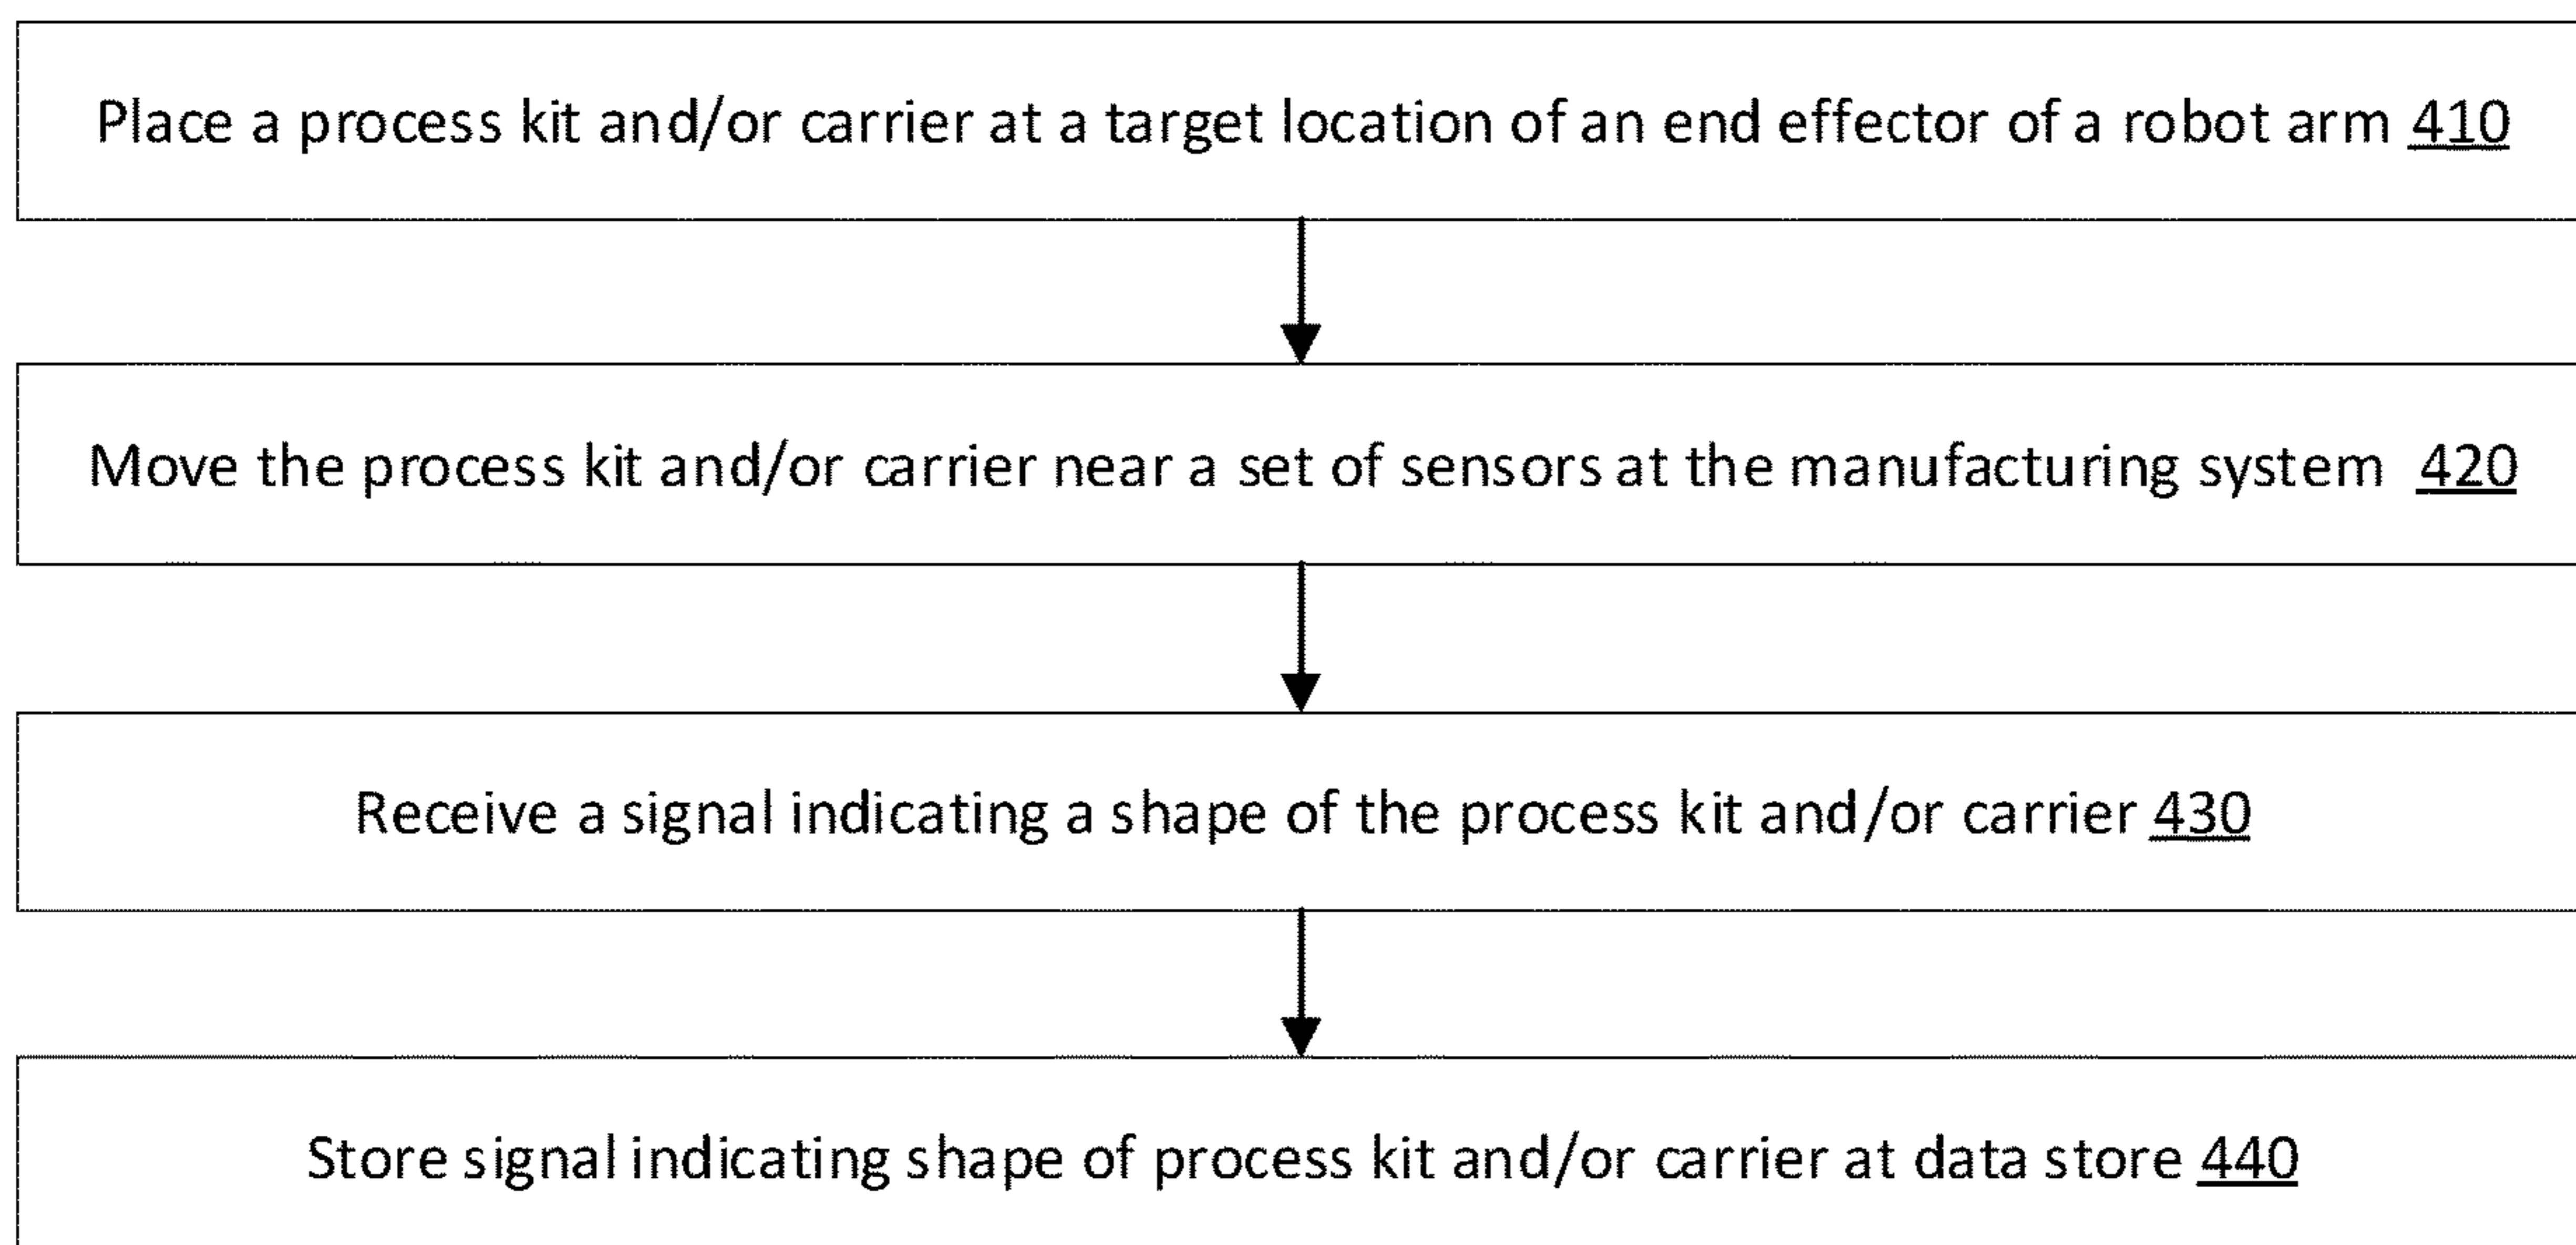 Place a process kit and/or carrier at a target location of an end effector of a robot arm 410
Move the process kit and/or carrier near a set of sensors at the manufacturing system 420
Receive a signal indicating a shape of the process kit and/or carrier 430
Store signal indicating shape of process kit and/or carrier at data store 440